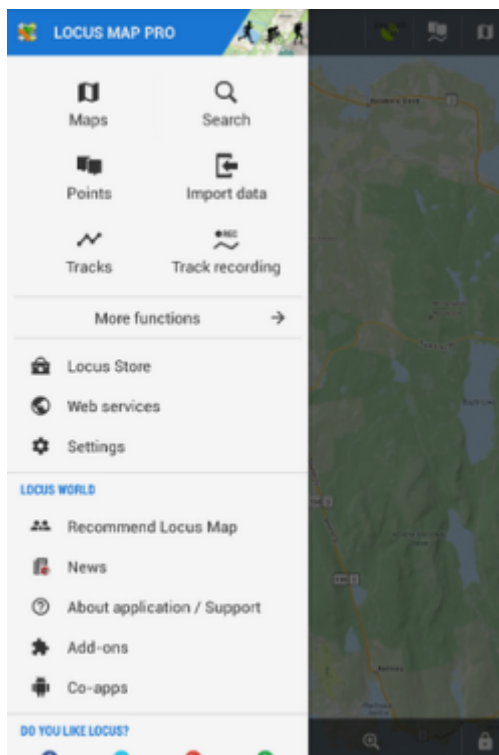 LOCUS MAP PRO
Maps
Search
Points
Import data
REC
Tracks
Track recording
More functions
Locus Store
Web services
Settings
LOCUS WORLD
Recommend Locus Map
News
About application / Support
Add-ons
Co-apps
DO YOU LIKE LOCUS?